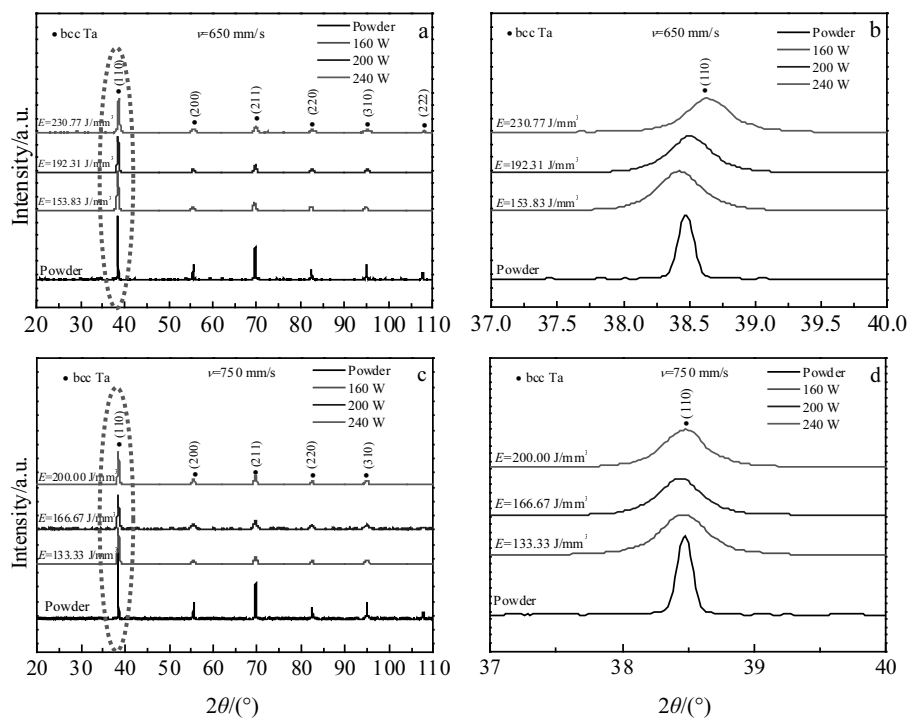 • bcc Ta
v=650 mm/s
Powder
160 W
200 W
240 W
a
(110)
(200)
(211)
(220)
(310)
(222)
E=230.77 J/mm³
E=192.31 J/mm³
E=153.83 J/mm³
Powder
Intensity/a.u.
20 30 40 50 60 70 80 90 100 110
• bcc Ta
v=650 mm/s
Powder
160 W
200 W
240 W
b
(110)
E=230.77 J/mm³
E=192.31 J/mm³
E=153.83 J/mm³
Powder
37.0 37.5 38.0 38.5 39.0 39.5 40.0
• bcc Ta
v=750 mm/s
Powder
160 W
200 W
240 W
c
(110)
(200)
(211)
(220)
(310)
E=200.00 J/mm³
E=166.67 J/mm³
E=133.33 J/mm³
Powder
Intensity/a.u.
20 30 40 50 60 70 80 90 100 110
2θ/(°)
• bcc Ta
v=750 mm/s
Powder
160 W
200 W
240 W
d
(110)
E=200.00 J/mm³
E=166.67 J/mm³
E=133.33 J/mm³
Powder
37 38 39 40
2θ/(°)